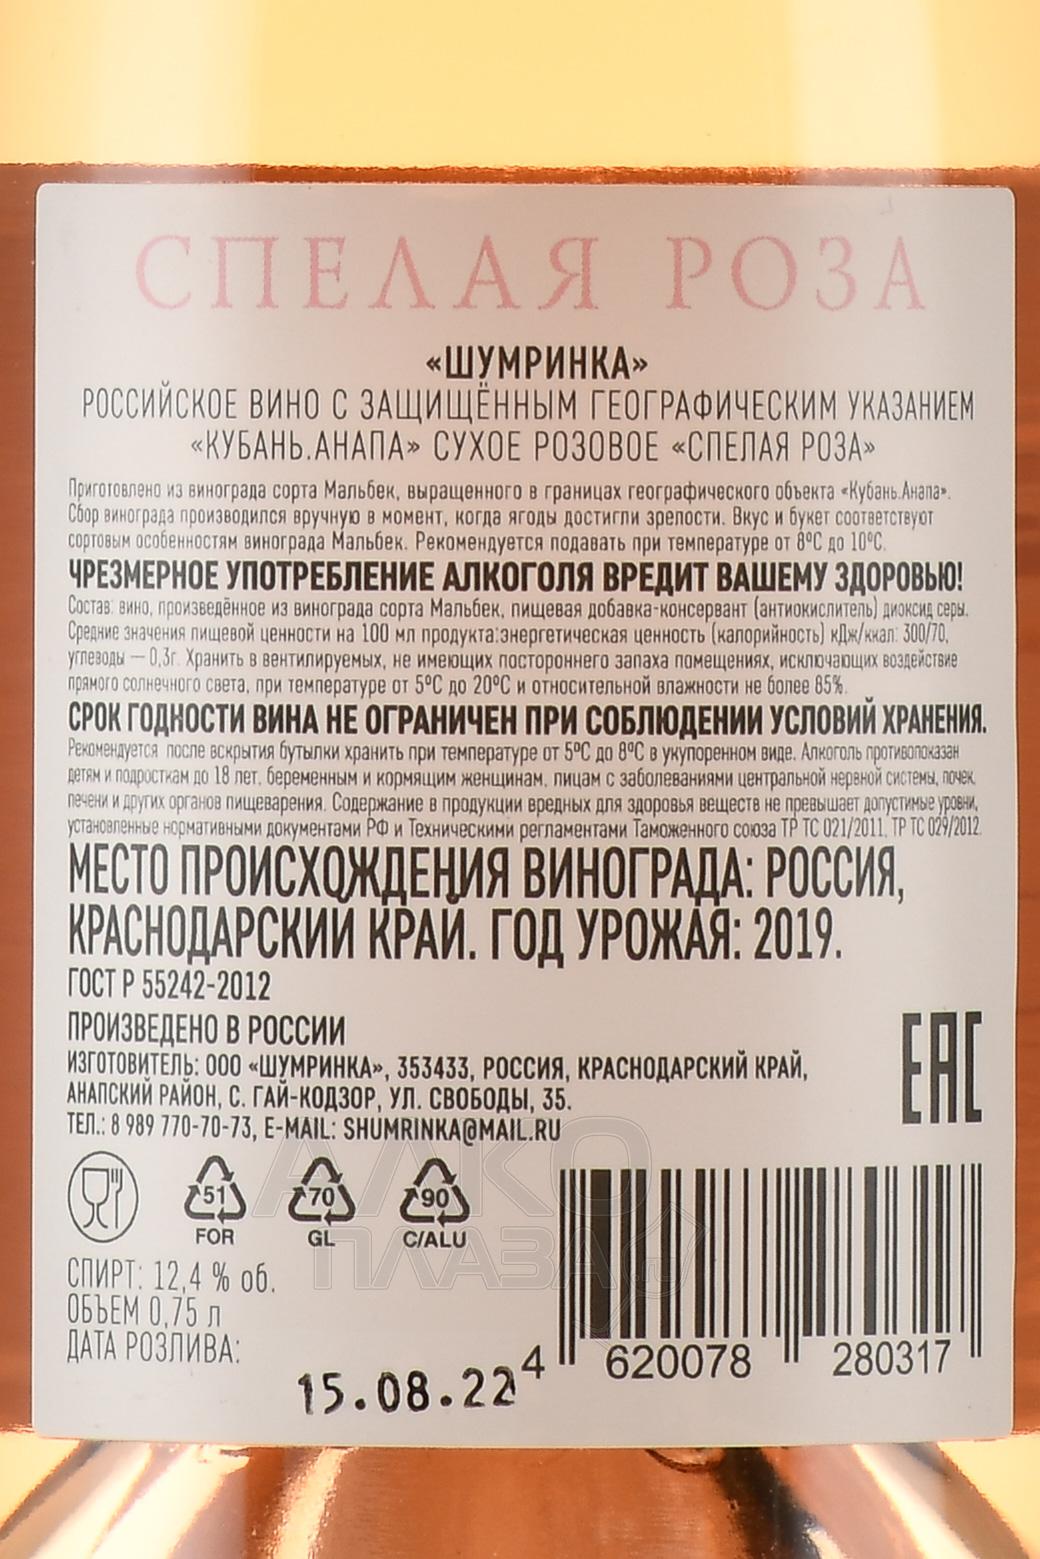 СПЕЛАЯ РОЗА
«ШУМРИНКА»
РОССИЙСКОЕ ВИНО С ЗАЩИЩЁННЫМ ГЕОГРАФИЧЕСКИМ УКАЗАНИЕМ
«КУБАНЬ.АНАПА» СУХОЕ РОЗОВОЕ «СПЕЛАЯ РОЗА»
Приготовлено из винограда сорта Мальбек, выращенного в границах географического объекта «Кубань.Анапа».
Сбор винограда производился вручную в момент, когда ягоды достигли зрелости. Вкус и букет соответствуют
сортовым особенностям винограда Мальбек. Рекомендуется подавать при температуре от 8ºС до 10ºС.
ЧРЕЗМЕРНОЕ УПОТРЕБЛЕНИЕ АЛКОГОЛЯ ВРЕДИТ ВАШЕМУ ЗДОРОВЬЮ!
Состав: вино, произведённое из винограда сорта Мальбек, пищевая добавка-консервант (антиокислитель) диоксид серы.
Средние значения пищевой ценности на 100 мл продукта:энергетическая ценность (калорийность) кДж/ккал: 300/70,
углеводы — 0,3г. Хранить в вентилируемых, не имеющих постороннего запаха помещениях, исключающих воздействие
прямого солнечного света, при температуре от 5ºС до 20ºС и относительной влажности не более 85%.
СРОК ГОДНОСТИ ВИНА НЕ ОГРАНИЧЕН ПРИ СОБЛЮДЕНИИ УСЛОВИЙ ХРАНЕНИЯ.
Рекомендуется после вскрытия бутылки хранить при температуре от 5ºС до 8ºС в укупоренном виде. Алкоголь противопоказан
детям и подросткам до 18 лет, беременным и кормящим женщинам, лицам с заболеваниями центральной нервной системы, почек,
печени и других органов пищеварения. Содержание в продукции вредных для здоровья веществ не превышает допустимые уровни,
установленные нормативными документами РФ и Техническими регламентами Таможенного союза ТР ТС 021/2011, ТР ТС 029/2012.
МЕСТО ПРОИСХОЖДЕНИЯ ВИНОГРАДА: РОССИЯ,
КРАСНОДАРСКИЙ КРАЙ. ГОД УРОЖАЯ: 2019.
ГОСТ Р 55242-2012
ПРОИЗВЕДЕНО В РОССИИ
ИЗГОТОВИТЕЛЬ: ООО «ШУМРИНКА», 353433, РОССИЯ, КРАСНОДАРСКИЙ КРАЙ,
АНАПСКИЙ РАЙОН, С. ГАЙ-КОДЗОР, УЛ. СВОБОДЫ, 35.
ТЕЛ.: 8 989 770-70-73, E-MAIL: SHUMRINKA@MAIL.RU
ЕАС
51 70 90
FOR GL C/ALU
АЛКО
ПЛАЗА.ru
СПИРТ: 12,4 % об.
ОБЪЕМ 0,75 л
ДАТА РОЗЛИВА:
15.08.22
4 620078 280317